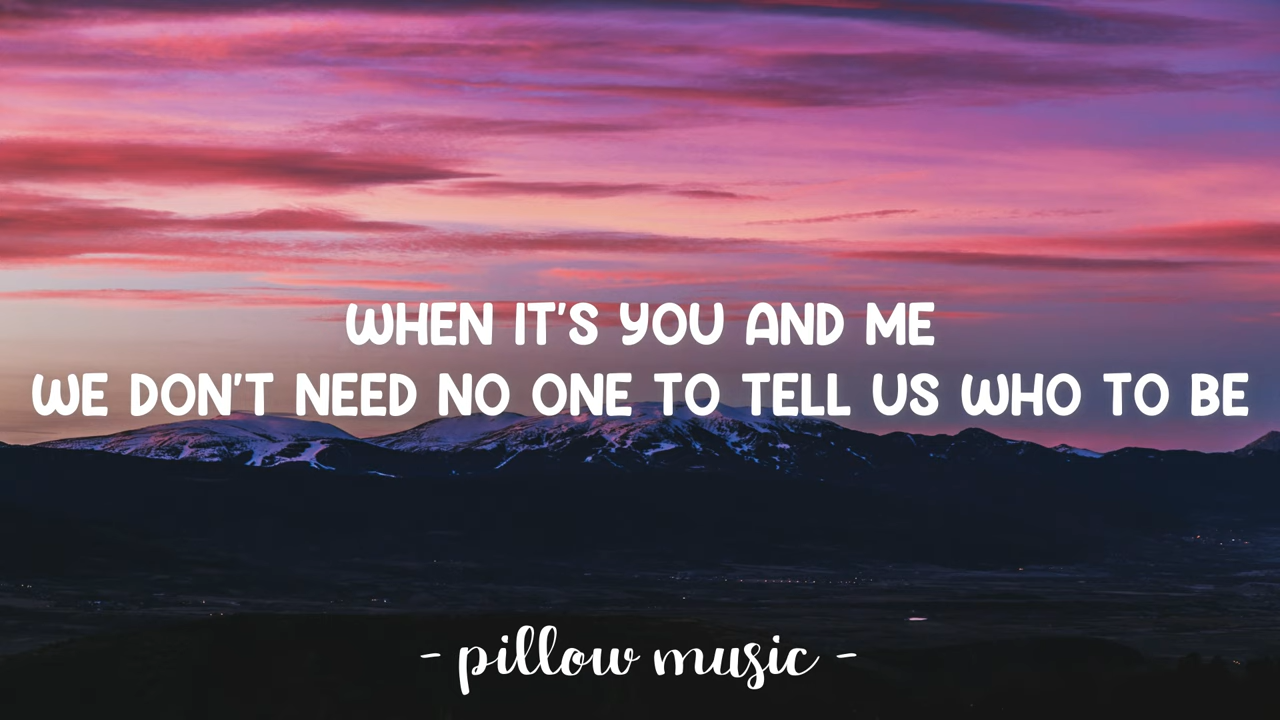 WHEN IT'S YOU AND ME
WE DON'T NEED NO ONE TO TELL US WHO TO BE
- pillow music -